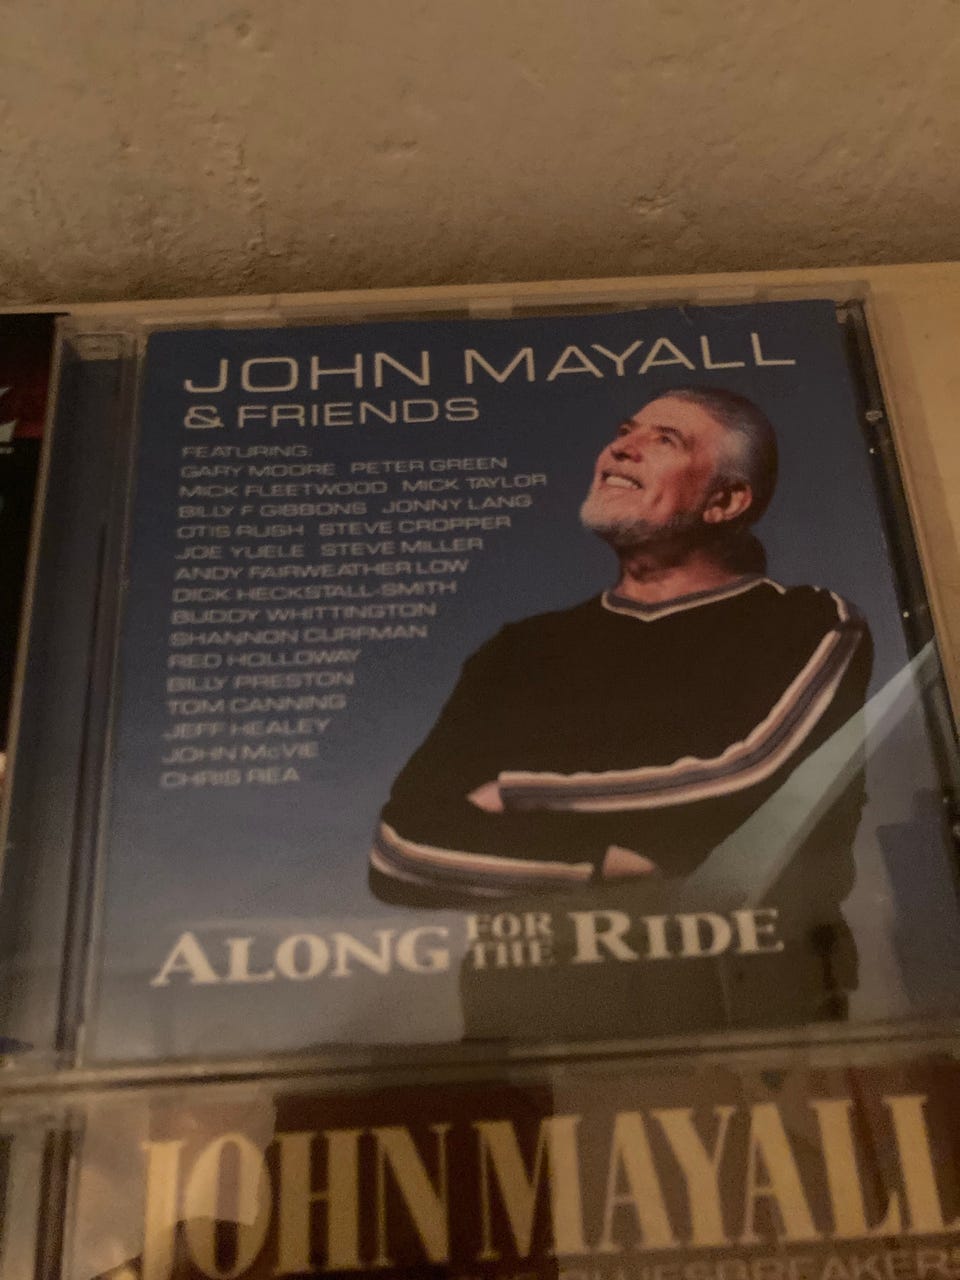 JOHN MAYALL
& FRIENDS
FEATURING:
GARY MOORE PETER GREEN
MICK FLEETWOOD MICK TAYLOR
BILLY F GIBBONS JONNY LANG
OTIS RUSH STEVE CROPPER
JOE YUELE STEVE MILLER
ANDY FAIRWEATHER LOW
DICK HECKSTALL-SMITH
BUDDY WHITTINGTON
SHANNON CURFMAN
RED HOLLOWAY
BILLY PRESTON
TOM CANNING
JEFF HEALEY
JOHN McVIE
CHRIS REA
ALONG FOR THE RIDE
JOHN MAYALL
BLUESBREAKERS